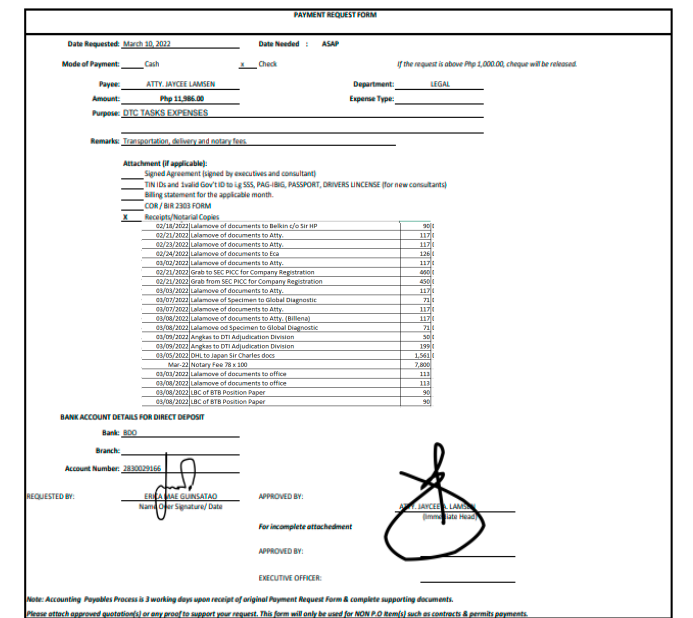 PAYMENT REQUEST FORM
Date Requested: March 10, 2022 Date Needed : ASAP
Mode of Payment: Cash x Check If the request is above Php 1,000.00, cheque will be released.
Payee: ATTY. JAYCEE LAMSEN Department: LEGAL
Amount: Php 11,986.00 Expense Type:
Purpose: DTC TASKS EXPENSES
Remarks: Transportation, delivery and notary fees.
Attachment (if applicable):
Signed Agreement (signed by executives and consultant)
TIN IDs and 1valid Gov't ID to i.g SSS, PAG-IBIG, PASSPORT, DRIVERS LINCENSE (for new consultants)
Billing statement for the applicable month.
COR / BIR 2303 FORM
X Receipts/Notarial Copies
02/18/2022 Lalamove of documents to Belkin c/o Sir HP 90
02/21/2022 Lalamove of documents to Atty. 117
02/23/2022 Lalamove of documents to Atty. 117
02/24/2022 Lalamove of documents to Eca 126
03/02/2022 Lalamove of documents to Atty. 117
02/21/2022 Grab to SEC PICC for Company Registration 460
02/21/2022 Grab from SEC PICC for Company Registration 450
03/03/2022 Lalamove of documents to Atty. 117
03/07/2022 Lalamove of Specimen to Global Diagnostic 71
03/07/2022 Lalamove of documents to Atty. 117
03/08/2022 Lalamove of documents to Atty. (Billena) 117
03/08/2022 Lalamove od Specimen to Global Diagnostic 71
03/09/2022 Angkas to DTI Adjudication Division 50
03/09/2022 Angkas to DTI Adjudication Division 199
03/05/2022 DHL to Japan Sir Charles docs 1,561
Mar-22 Notary Fee 78 x 100 7,800
03/03/2022 Lalamove of documents to office 113
03/08/2022 Lalamove of documents to office 113
03/08/2022 LBC of BTB Position Paper 90
03/08/2022 LBC of BTB Position Paper 90
BANK ACCOUNT DETAILS FOR DIRECT DEPOSIT
Bank: BDO
Branch:
Account Number: 2830029166
REQUESTED BY: ERICA MAE GUINSATAO APPROVED BY: ATTY. JAYCEE A. LAMSEN
Name Over Signature/ Date (Immediate Head)
For incomplete attachedment
APPROVED BY:
EXECUTIVE OFFICER:
Note: Accounting Payables Process is 3 working days upon receipt of original Payment Request Form & complete supporting documents.
Please attach approved quotation(s) or any proof to support your request. This form will only be used for NON P.O Item(s) such as contracts & permits payments.